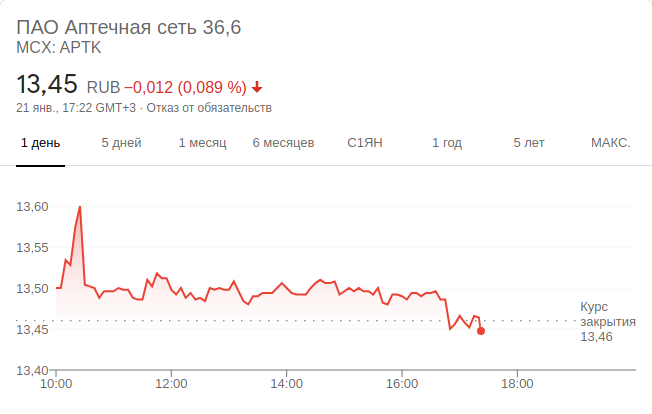 ПАО Аптечная сеть 36,6
MCX: APTK
13,45 RUB −0,012 (0,089 %)
21 янв., 17:22 GMT+3 · Отказ от обязательств
1 день 5 дней 1 месяц 6 месяцев С1ЯН 1 год 5 лет МАКС.
13,60
13,55
13,50
Курс
закрытия
13,46
13,45
13,40
10:00 12:00 14:00 16:00 18:00